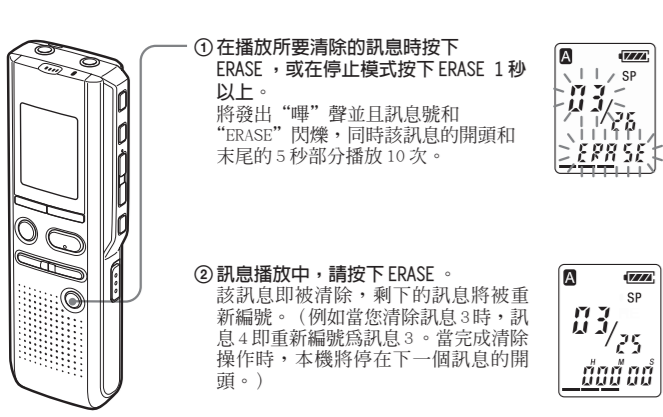 ① 在播放所要清除的訊息時按下
ERASE ，或在停止模式按下 ERASE 1 秒
以上。
將發出“嗶”聲並且訊息號和
“ERASE”閃爍，同時該訊息的開頭和
末尾的 5 秒部分播放 10 次。
A
SP
03/26
ERASE
② 訊息播放中，請按下 ERASE 。
該訊息即被清除，剩下的訊息將被重
新編號。（例如當您清除訊息 3 時，訊
息 4 即重新編號爲訊息 3 。當完成清除
操作時，本機將停在下一個訊息的開
頭。）
A
SP
03/25
H M S
00000